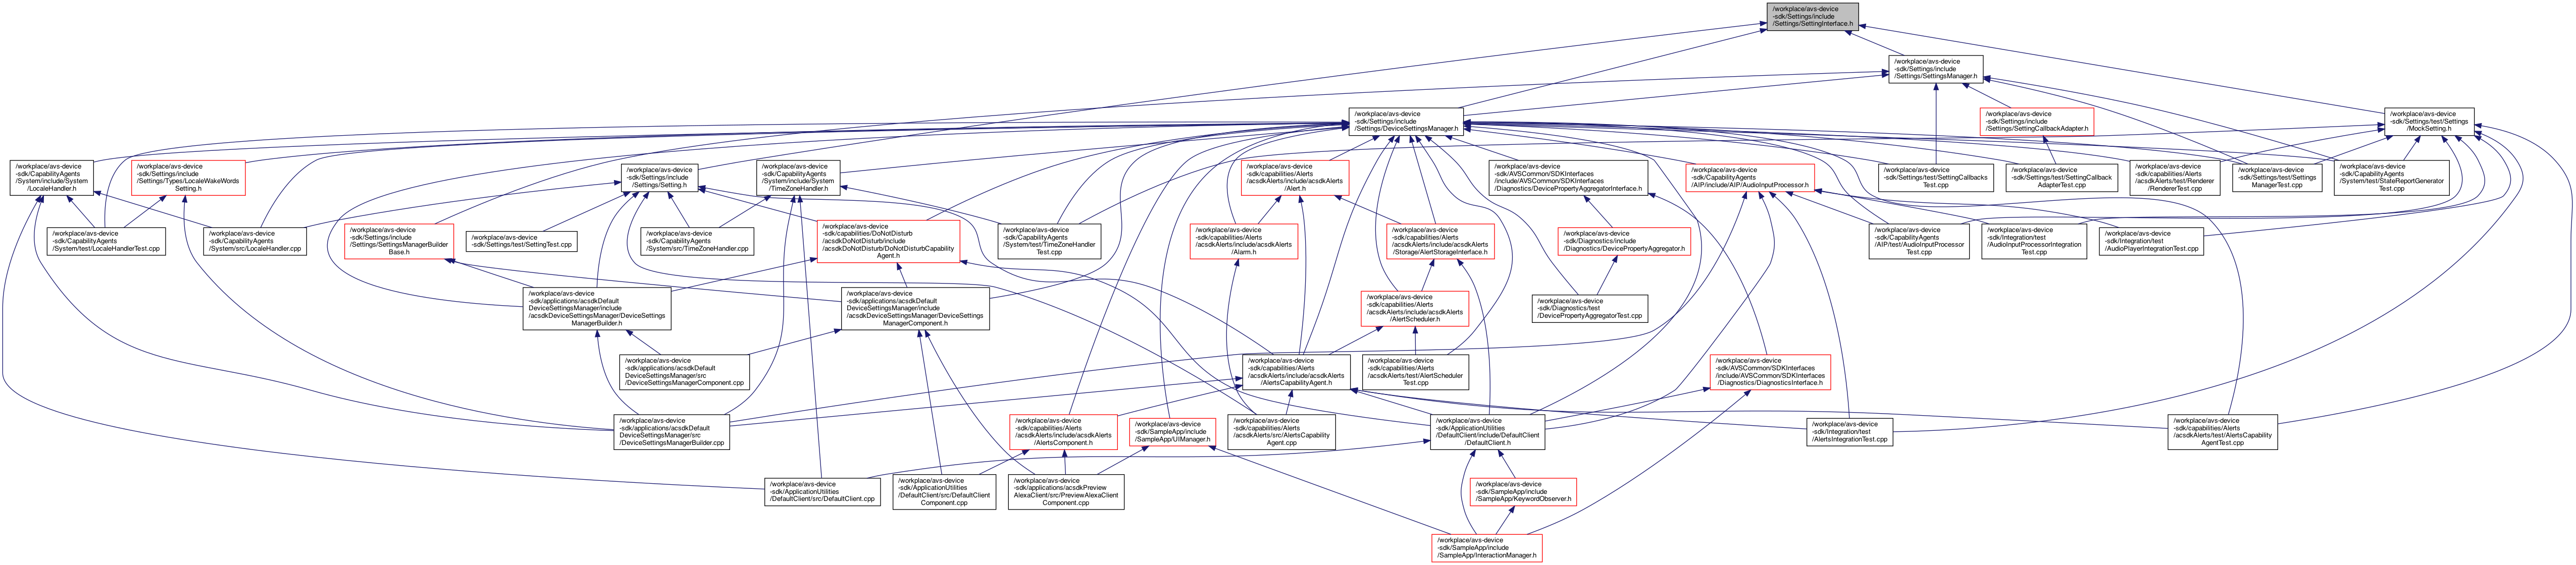 /workplace/avs-device
-sdk/Settings/include
/Settings/SettingInterface.h
/workplace/avs-device
-sdk/Settings/include
/Settings/SettingsManager.h
/workplace/avs-device
-sdk/Settings/include
/Settings/DeviceSettingsManager.h
/workplace/avs-device
-sdk/Settings/include
/Settings/SettingCallbackAdapter.h
/workplace/avs-device
-sdk/Settings/test/Settings
/MockSetting.h
/workplace/avs-device
-sdk/CapabilityAgents
/System/include/System
/LocaleHandler.h
/workplace/avs-device
-sdk/Settings/include
/Settings/Types/LocaleWakeWords
Setting.h
/workplace/avs-device
-sdk/Settings/include
/Settings/Setting.h
/workplace/avs-device
-sdk/CapabilityAgents
/System/include/System
/TimeZoneHandler.h
/workplace/avs-device
-sdk/capabilities/Alerts
/acsdkAlerts/include/acsdkAlerts
/Alert.h
/workplace/avs-device
-sdk/AVSCommon/SDKInterfaces
/include/AVSCommon/SDKInterfaces
/Diagnostics/DevicePropertyAggregatorInterface.h
/workplace/avs-device
-sdk/CapabilityAgents
/AIP/include/AIP/AudioInputProcessor.h
/workplace/avs-device
-sdk/Settings/test/SettingCallbacks
Test.cpp
/workplace/avs-device
-sdk/Settings/test/SettingCallback
AdapterTest.cpp
/workplace/avs-device
-sdk/capabilities/Alerts
/acsdkAlerts/test/Renderer
/RendererTest.cpp
/workplace/avs-device
-sdk/Settings/test/Settings
ManagerTest.cpp
/workplace/avs-device
-sdk/CapabilityAgents
/System/test/StateReportGenerator
Test.cpp
/workplace/avs-device
-sdk/CapabilityAgents
/System/test/LocaleHandlerTest.cpp
/workplace/avs-device
-sdk/CapabilityAgents
/System/src/LocaleHandler.cpp
/workplace/avs-device
-sdk/Settings/include
/Settings/SettingsManagerBuilder
Base.h
/workplace/avs-device
-sdk/Settings/test/SettingTest.cpp
/workplace/avs-device
-sdk/CapabilityAgents
/System/src/TimeZoneHandler.cpp
/workplace/avs-device
-sdk/capabilities/DoNotDisturb
/acsdkDoNotDisturb/include
/acsdkDoNotDisturb/DoNotDisturbCapability
Agent.h
/workplace/avs-device
-sdk/CapabilityAgents
/System/test/TimeZoneHandler
Test.cpp
/workplace/avs-device
-sdk/capabilities/Alerts
/acsdkAlerts/include/acsdkAlerts
/Alarm.h
/workplace/avs-device
-sdk/capabilities/Alerts
/acsdkAlerts/include/acsdkAlerts
/Storage/AlertStorageInterface.h
/workplace/avs-device
-sdk/Diagnostics/include
/Diagnostics/DevicePropertyAggregator.h
/workplace/avs-device
-sdk/CapabilityAgents
/AIP/test/AudioInputProcessor
Test.cpp
/workplace/avs-device
-sdk/Integration/test
/AudioInputProcessorIntegration
Test.cpp
/workplace/avs-device
-sdk/Integration/test
/AudioPlayerIntegrationTest.cpp
/workplace/avs-device
-sdk/applications/acsdkDefault
DeviceSettingsManager/include
/acsdkDeviceSettingsManager/DeviceSettings
ManagerBuilder.h
/workplace/avs-device
-sdk/applications/acsdkDefault
DeviceSettingsManager/include
/acsdkDeviceSettingsManager/DeviceSettings
ManagerComponent.h
/workplace/avs-device
-sdk/capabilities/Alerts
/acsdkAlerts/include/acsdkAlerts
/AlertScheduler.h
/workplace/avs-device
-sdk/Diagnostics/test
/DevicePropertyAggregatorTest.cpp
/workplace/avs-device
-sdk/applications/acsdkDefault
DeviceSettingsManager/src
/DeviceSettingsManagerComponent.cpp
/workplace/avs-device
-sdk/capabilities/Alerts
/acsdkAlerts/include/acsdkAlerts
/AlertsCapabilityAgent.h
/workplace/avs-device
-sdk/capabilities/Alerts
/acsdkAlerts/test/AlertScheduler
Test.cpp
/workplace/avs-device
-sdk/AVSCommon/SDKInterfaces
/include/AVSCommon/SDKInterfaces
/Diagnostics/DiagnosticsInterface.h
/workplace/avs-device
-sdk/applications/acsdkDefault
DeviceSettingsManager/src
/DeviceSettingsManagerBuilder.cpp
/workplace/avs-device
-sdk/capabilities/Alerts
/acsdkAlerts/include/acsdkAlerts
/AlertsComponent.h
/workplace/avs-device
-sdk/SampleApp/include
/SampleApp/UIManager.h
/workplace/avs-device
-sdk/capabilities/Alerts
/acsdkAlerts/src/AlertsCapability
Agent.cpp
/workplace/avs-device
-sdk/ApplicationUtilities
/DefaultClient/include/DefaultClient
/DefaultClient.h
/workplace/avs-device
-sdk/Integration/test
/AlertsIntegrationTest.cpp
/workplace/avs-device
-sdk/capabilities/Alerts
/acsdkAlerts/test/AlertsCapability
AgentTest.cpp
/workplace/avs-device
-sdk/ApplicationUtilities
/DefaultClient/src/DefaultClient.cpp
/workplace/avs-device
-sdk/ApplicationUtilities
/DefaultClient/src/DefaultClient
Component.cpp
/workplace/avs-device
-sdk/applications/acsdkPreview
AlexaClient/src/PreviewAlexaClient
Component.cpp
/workplace/avs-device
-sdk/SampleApp/include
/SampleApp/KeywordObserver.h
/workplace/avs-device
-sdk/SampleApp/include
/SampleApp/InteractionManager.h